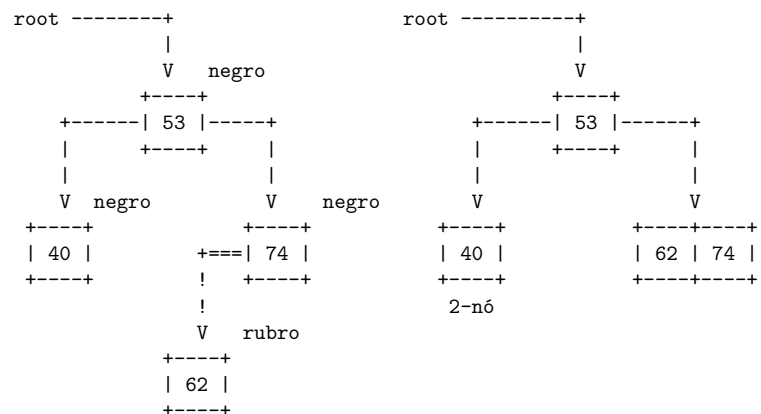 root --------+ root ----------+
| |
V negro V
+----+ +----+
+------| 53 |-----+ +------| 53 |------+
| +----+ | | +----+ |
| | | |
V negro V negro V V
+----+ +----+ +----+ +----+----+
| 40 | +===| 74 | | 40 | | 62 | 74 |
+----+ ! +----+ +----+ +----+----+
! 2-nó
V rubro
+----+
| 62 |
+----+